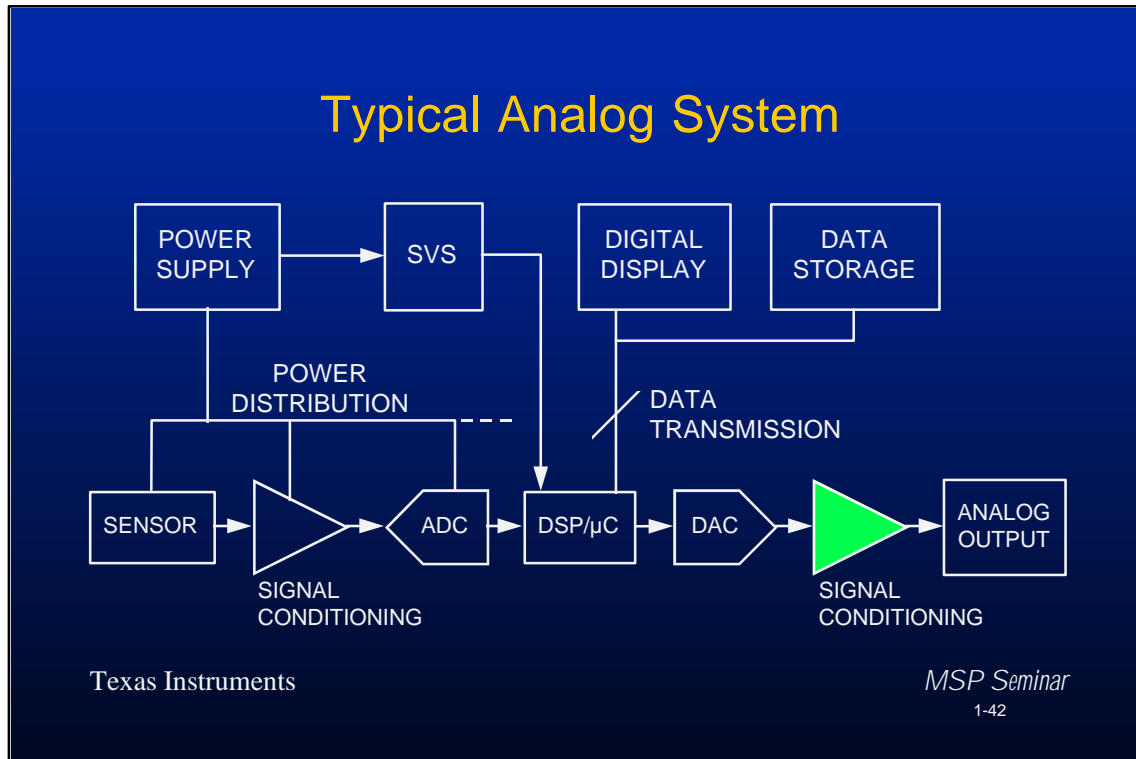 Typical Analog System
POWER
SUPPLY
SVS
DIGITAL
DISPLAY
DATA
STORAGE
POWER
DISTRIBUTION
DATA
TRANSMISSION
SENSOR
ADC
DSP/µC
DAC
ANALOG
OUTPUT
SIGNAL
CONDITIONING
SIGNAL
CONDITIONING
Texas Instruments
MSP Seminar
1-42